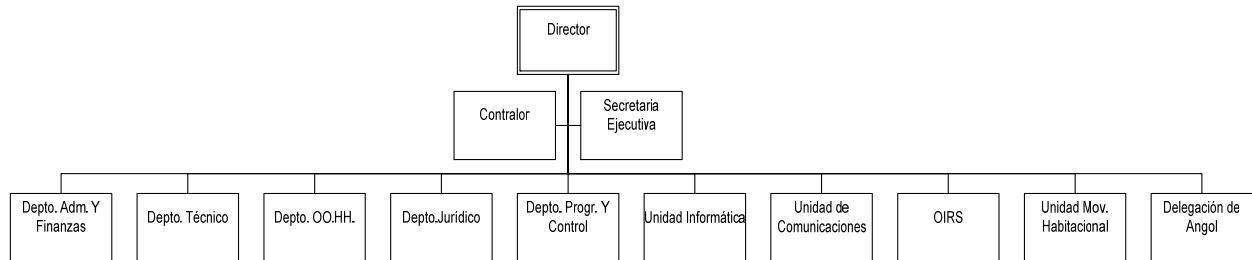 Director
Contralor
Secretaria
Ejecutiva
Depto. Adm. Y
Finanzas
Depto. Técnico
Depto. OO.HH.
Depto.Jurídico
Depto. Progr. Y
Control
Unidad Informática
Unidad de
Comunicaciones
OIRS
Unidad Mov.
Habitacional
Delegación de
Angol